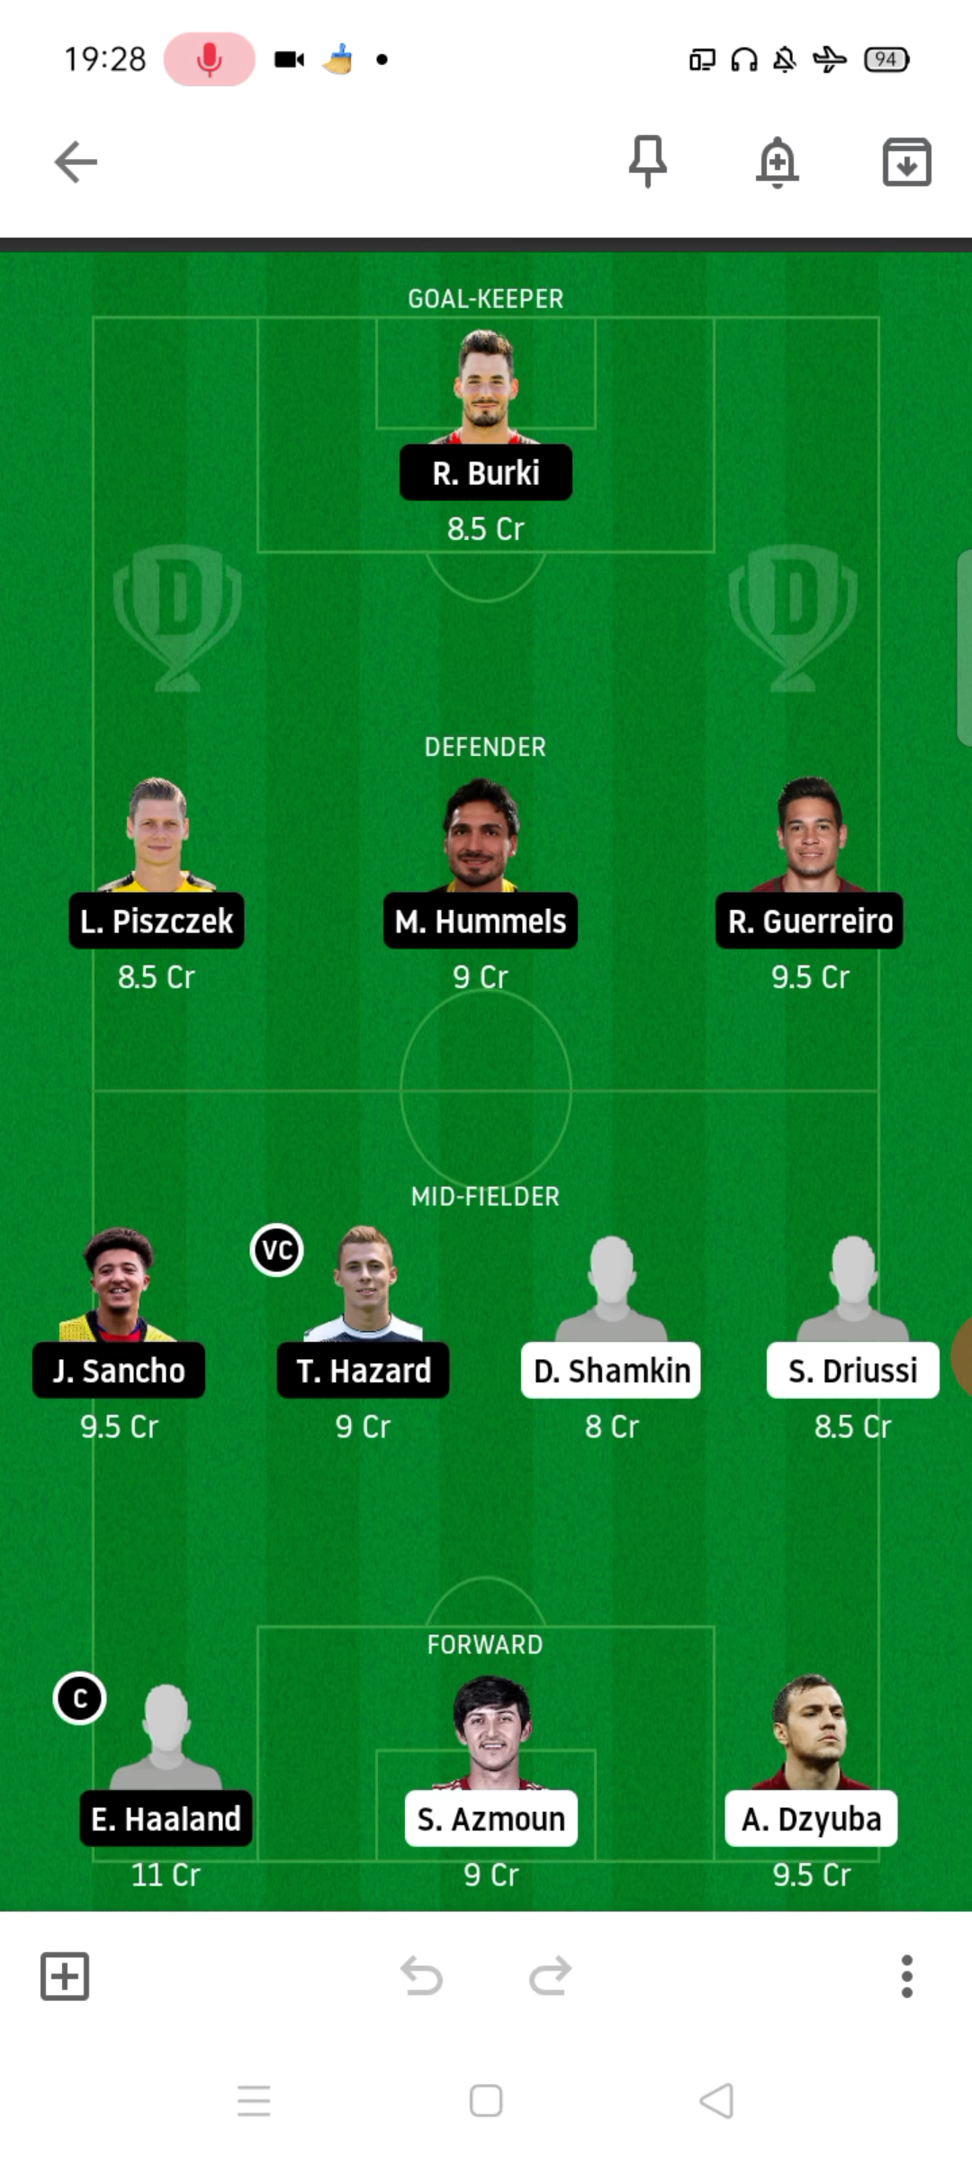 19:28
94
GOAL-KEEPER
R. Burki
8.5 Cr
D D
DEFENDER
L. Piszczek M. Hummels R. Guerreiro
8.5 Cr 9 Cr 9.5 Cr
MID-FIELDER
VC
J. Sancho T. Hazard D. Shamkin S. Driussi
9.5 Cr 9 Cr 8 Cr 8.5 Cr
FORWARD
C
E. Haaland S. Azmoun A. Dzyuba
11 Cr 9 Cr 9.5 Cr